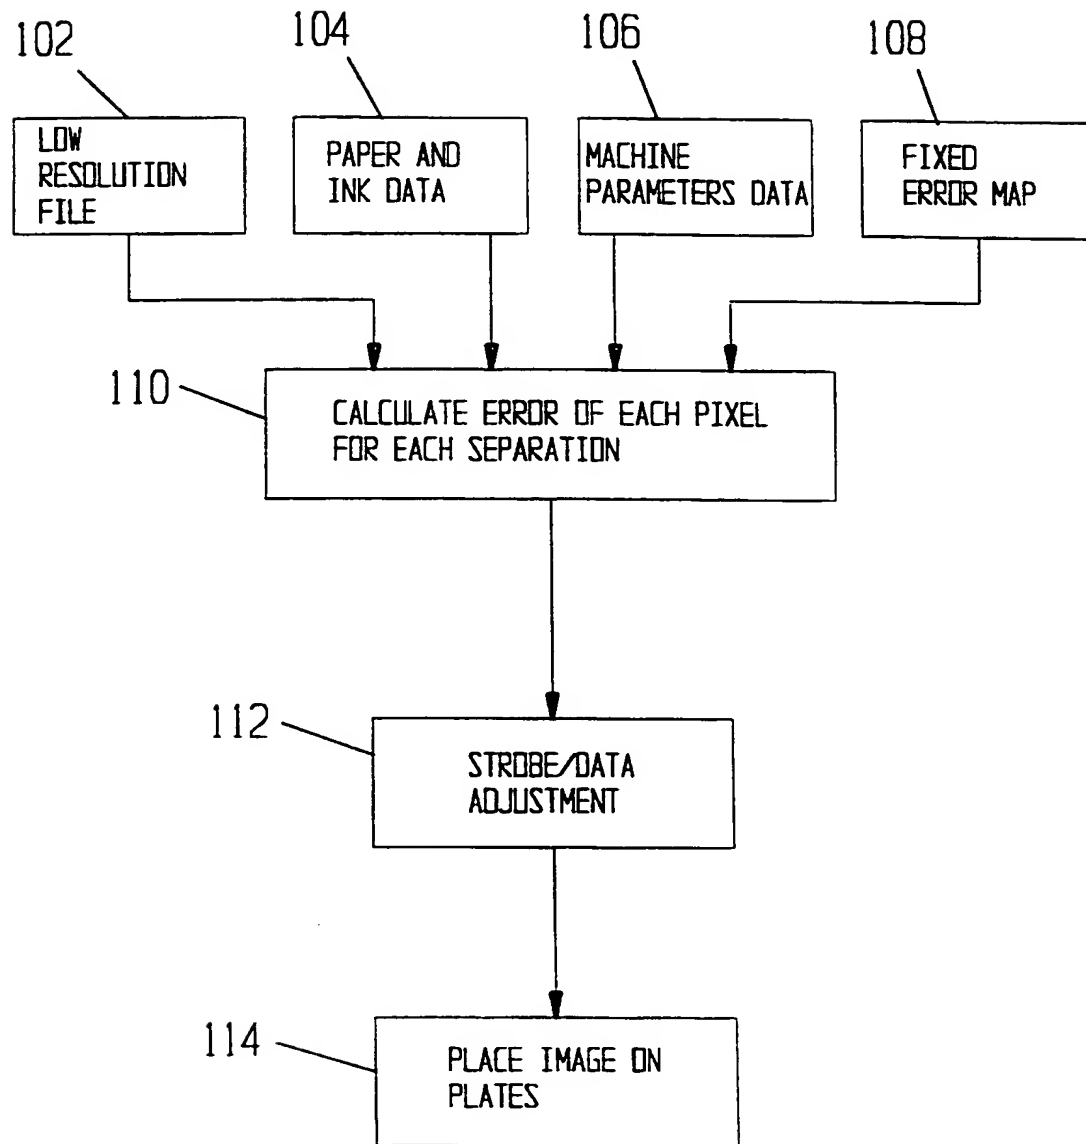 102
104
106
108
LOW
RESOLUTION
FILE
PAPER AND
INK DATA
MACHINE
PARAMETERS DATA
FIXED
ERROR MAP
110
CALCULATE ERROR OF EACH PIXEL
FOR EACH SEPARATION
112
STROBE/DATA
ADJUSTMENT
114
PLACE IMAGE ON
PLATES